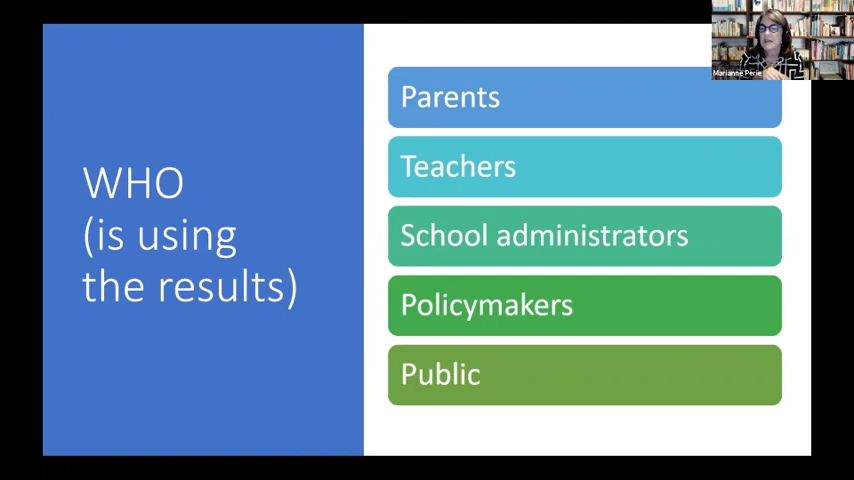 WHO
(is using
the results)
Parents
Teachers
School administrators
Policymakers
Public
Marianne Perie